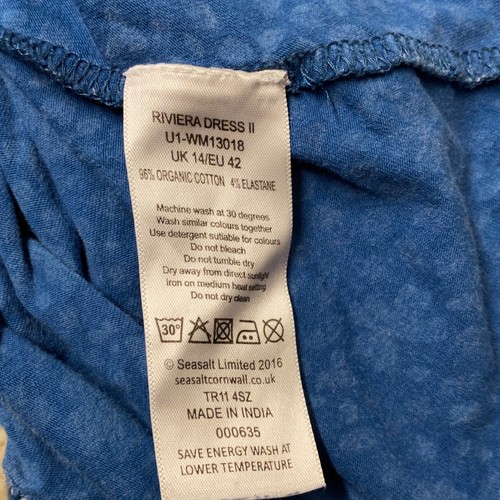 RIVIERA DRESS II
U1-WM13018
UK 14/EU 42
96% ORGANIC COTTON 4% ELASTANE
Machine wash at 30 degrees
Wash similar colours together
Use detergent sutiable for colours
Do not bleach
Do not tumble dry
Dry away from direct sunlight
Iron on medium heat setting
Do not dry clean
30°
© Seasalt Limited 2016
seasaltcornwall.co.uk
TR11 4SZ
MADE IN INDIA
000635
SAVE ENERGY WASH AT
LOWER TEMPERATURE